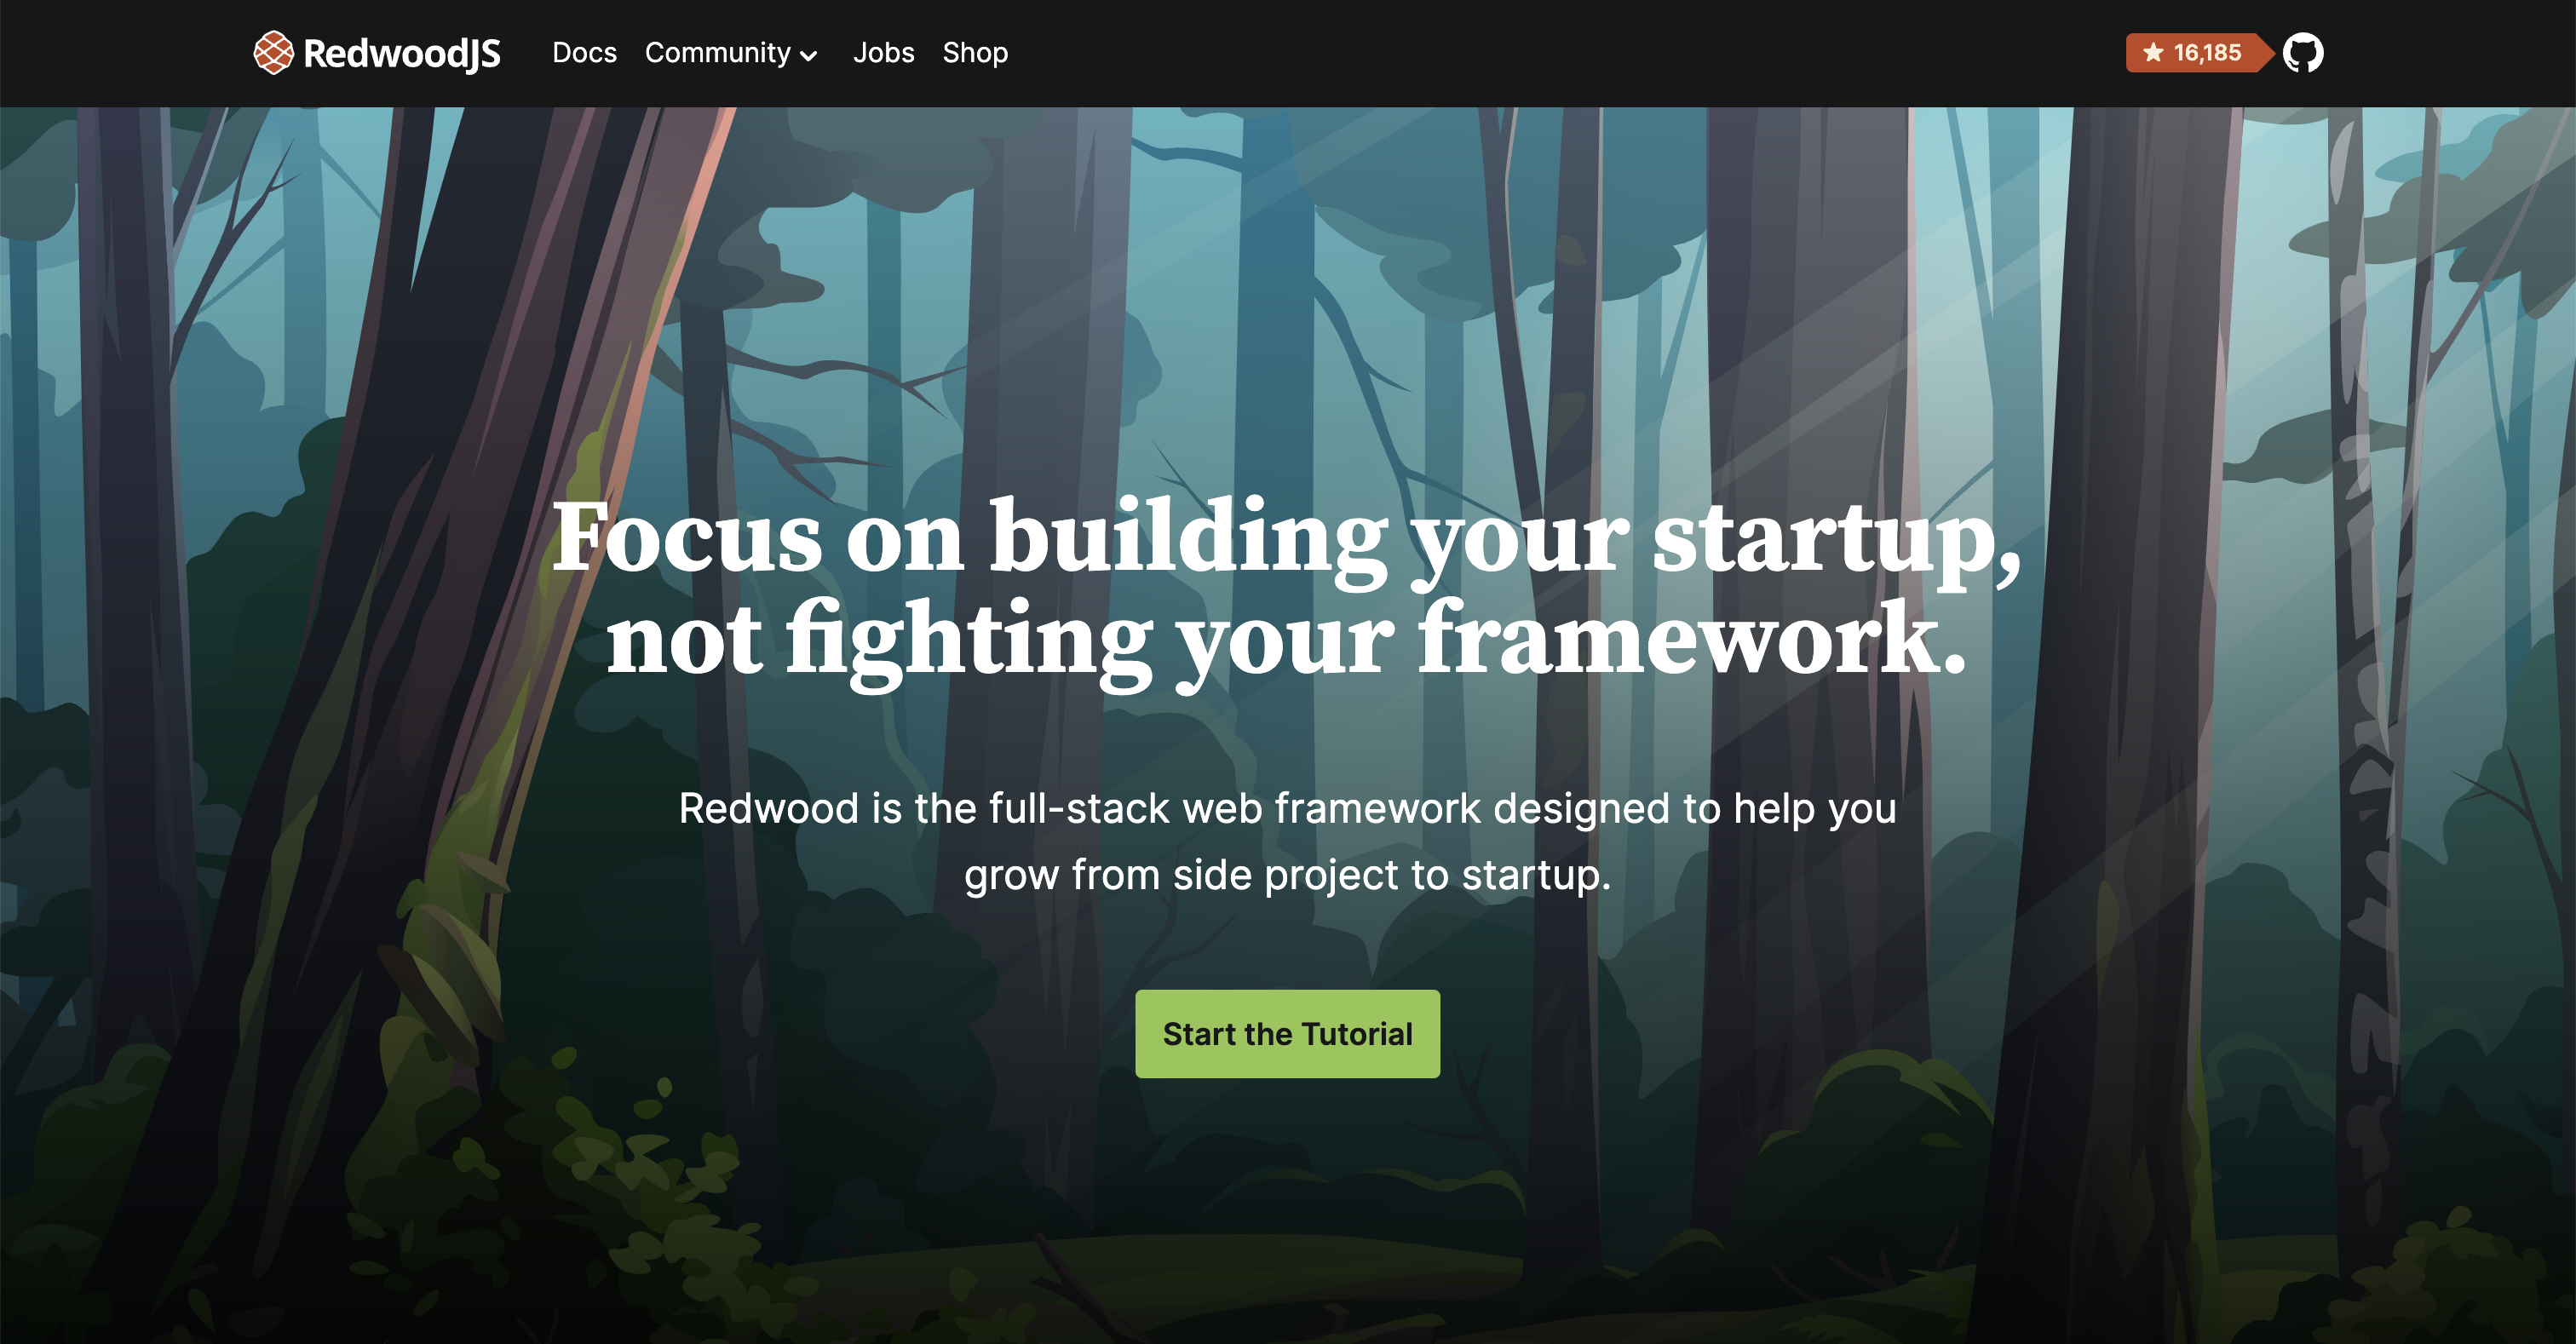 RedwoodJS Docs Community Jobs Shop 16,185
Focus on building your startup,
not fighting your framework.
Redwood is the full-stack web framework designed to help you
grow from side project to startup.
Start the Tutorial